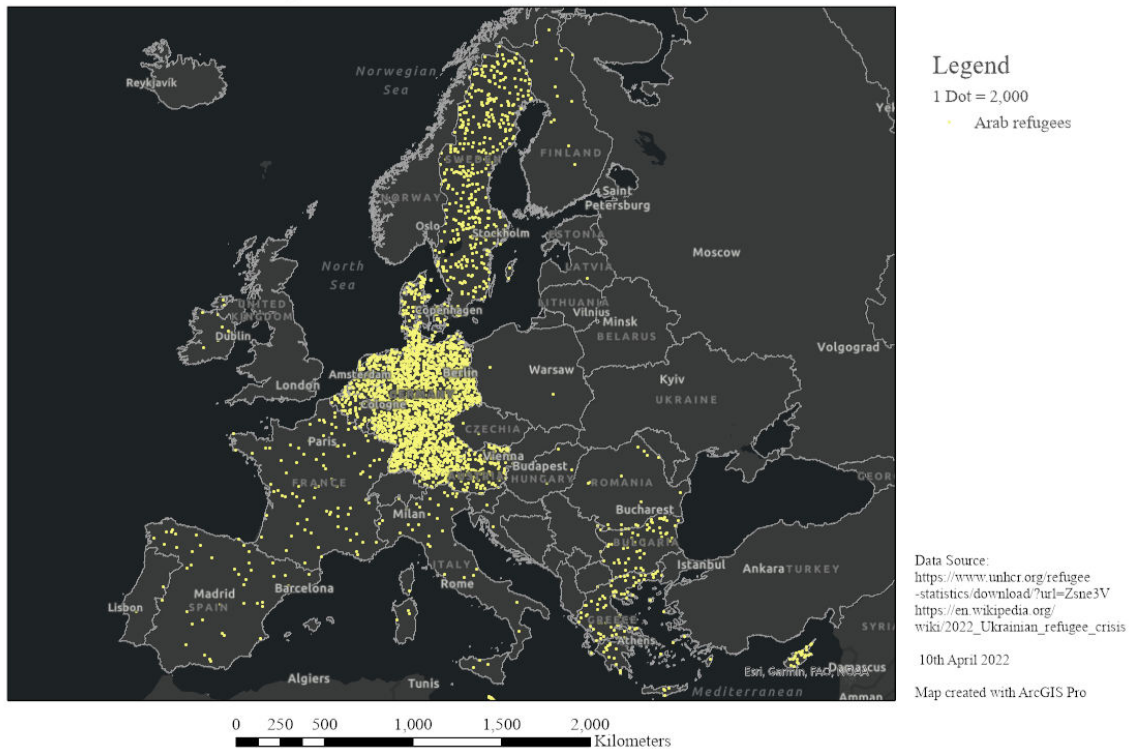 Reykjavík
Norwegian
Sea
SWEDEN
FINLAND
NORWAY
Oslo
Stockholm
Saint
Petersburg
ESTONIA
North
Sea
LATVIA
Moscow
Copenhagen
LITHUANIA
Vilnius
Minsk
BELARUS
UNITED
KINGDOM
Dublin
Volgograd
London
Amsterdam
Berlin
Warsaw
Cologne
GERMANY
Kyiv
UKRAINE
CZECHIA
Paris
Vienna
Budapest
AUSTRIA
HUNGARY
FRANCE
ROMANIA
Milan
Bucharest
BULGARIA
ITALY
Rome
Istanbul
Ankara
TURKEY
Barcelona
Madrid
SPAIN
Lisbon
GREECE
Athens
Algiers
Tunis
Mediterranean
Esri, Garmin, FAO, NOAA
Damascus
Amman
SYRI
GEOR
Ye
Legend
1 Dot = 2,000
Arab refugees
Data Source:
https://www.unhcr.org/refugee
-statistics/download/?url=Zsne3V
https://en.wikipedia.org/
wiki/2022_Ukrainian_refugee_crisis
10th April 2022
Map created with ArcGIS Pro
0 250 500 1,000 1,500 2,000
Kilometers